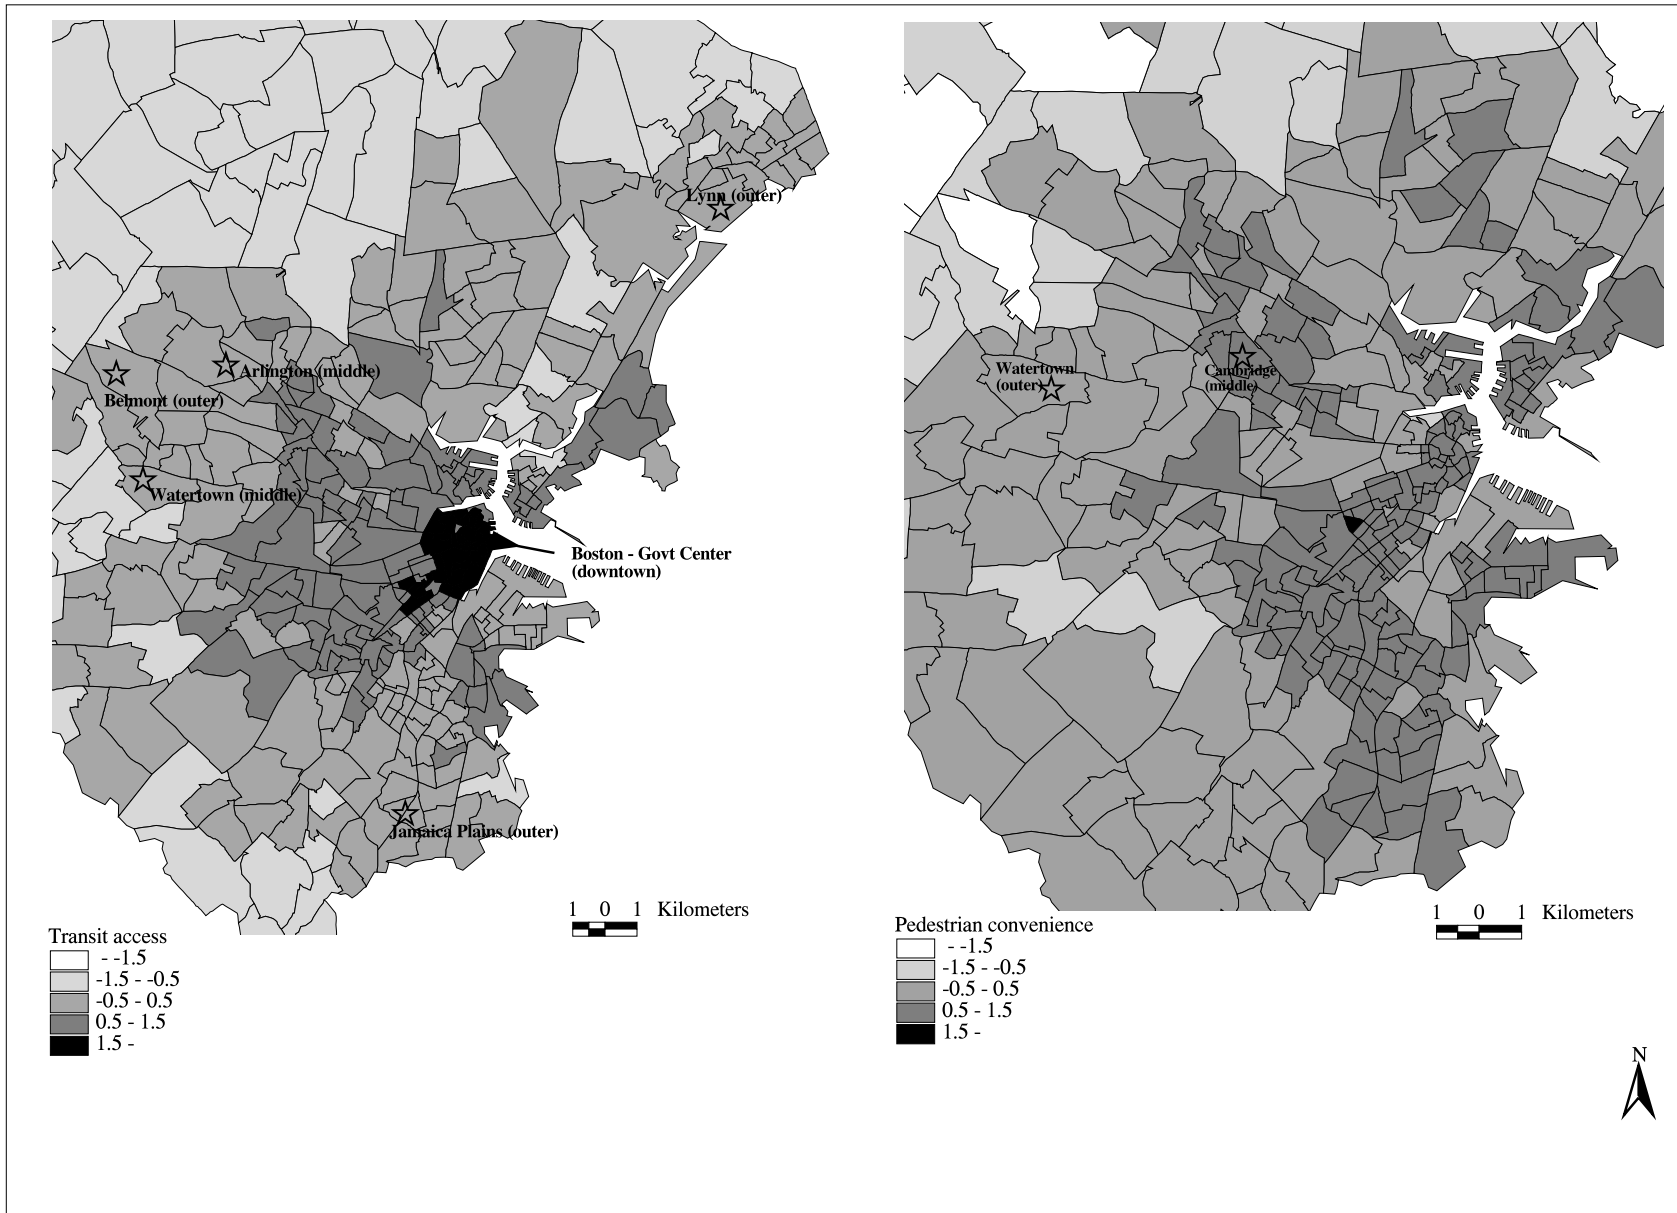 Lynn (outer)
Arlington (middle)
Belmont (outer)
Watertown (middle)
Boston - Govt Center
(downtown)
Jamaica Plains (outer)
1 0 1 Kilometers
Transit access
- -1.5
-1.5 - -0.5
-0.5 - 0.5
0.5 - 1.5
1.5 -
Watertown
(outer)
Cambridge
(middle)
1 0 1 Kilometers
Pedestrian convenience
- -1.5
-1.5 - -0.5
-0.5 - 0.5
0.5 - 1.5
1.5 -
N